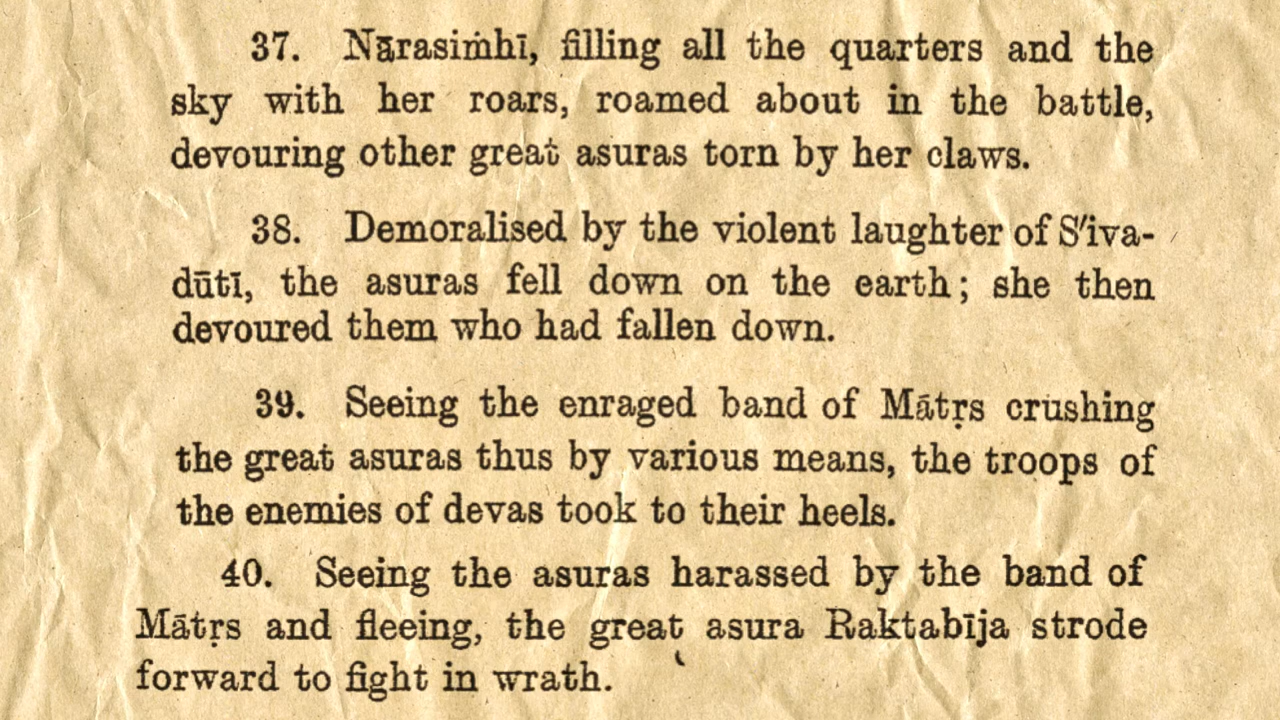 37. Nārasiṁhī, filling all the quarters and the
sky with her roars, roamed about in the battle,
devouring other great asuras torn by her claws.
38. Demoralised by the violent laughter of S'iva-
dūtī, the asuras fell down on the earth; she then
devoured them who had fallen down.
39. Seeing the enraged band of Mātṛs crushing
the great asuras thus by various means, the troops of
the enemies of devas took to their heels.
40. Seeing the asuras harassed by the band of
Mātṛs and fleeing, the great asura Raktabīja strode
forward to fight in wrath.